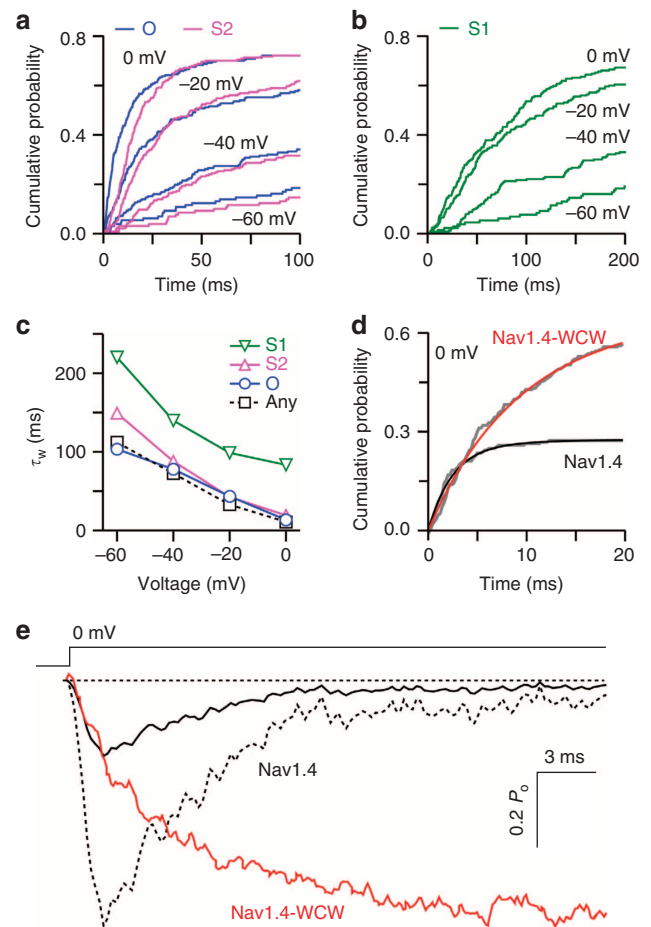 a
O S2
0.8
0.4
0.0
Cumulative probability
0 mV
–20 mV
–40 mV
–60 mV
0 50 100
Time (ms)
b
S1
0.8
0.4
0.0
Cumulative probability
0 mV
–20 mV
–40 mV
–60 mV
0 100 200
Time (ms)
c
S1
S2
O
Any
200
100
0
τw (ms)
–60 –40 –20 0
Voltage (mV)
d
0.6
0.3
0.0
Cumulative probability
0 mV
Nav1.4-WCW
Nav1.4
0 5 10 15 20
Time (ms)
e
0 mV
Nav1.4
3 ms
0.2 Po
Nav1.4-WCW